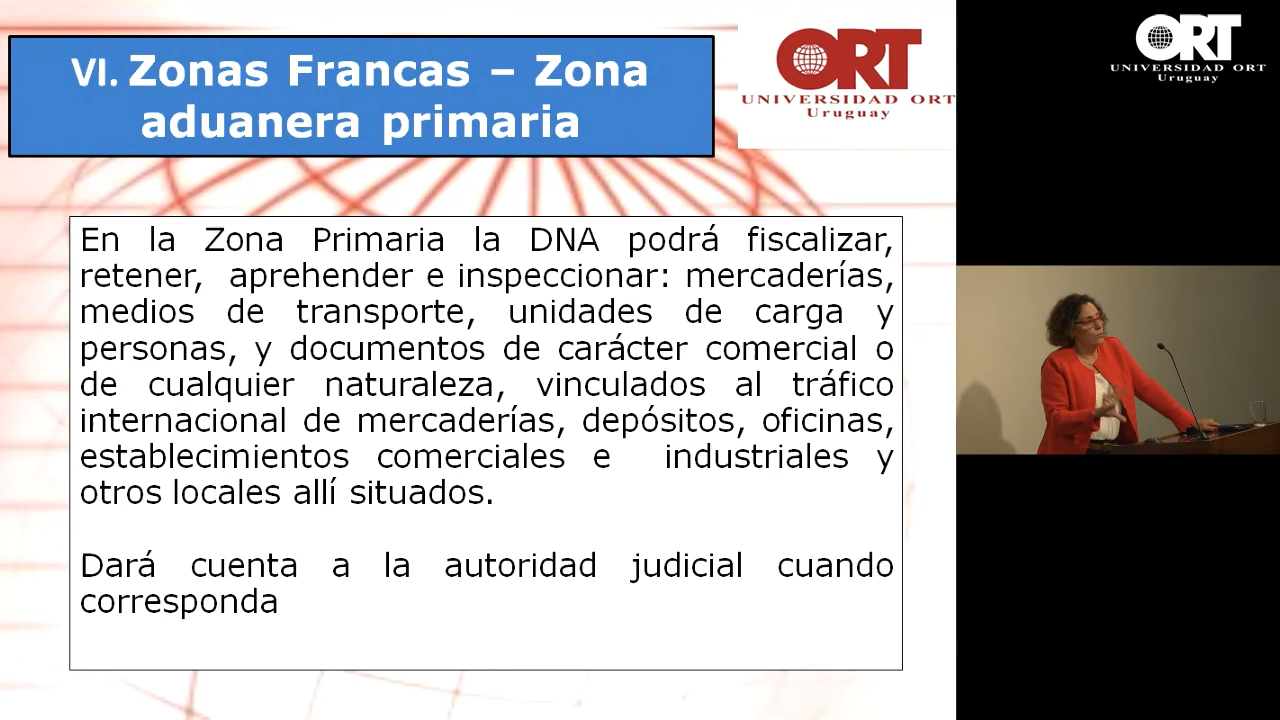 VI. Zonas Francas – Zona
aduanera primaria
ORT
UNIVERSIDAD ORT
Uruguay
ORT
UNIVERSIDAD ORT
Uruguay
En la Zona Primaria la DNA podrá fiscalizar,
retener, aprehender e inspeccionar: mercaderías,
medios de transporte, unidades de carga y
personas, y documentos de carácter comercial o
de cualquier naturaleza, vinculados al tráfico
internacional de mercaderías, depósitos, oficinas,
establecimientos comerciales e industriales y
otros locales allí situados.
Dará cuenta a la autoridad judicial cuando
corresponda